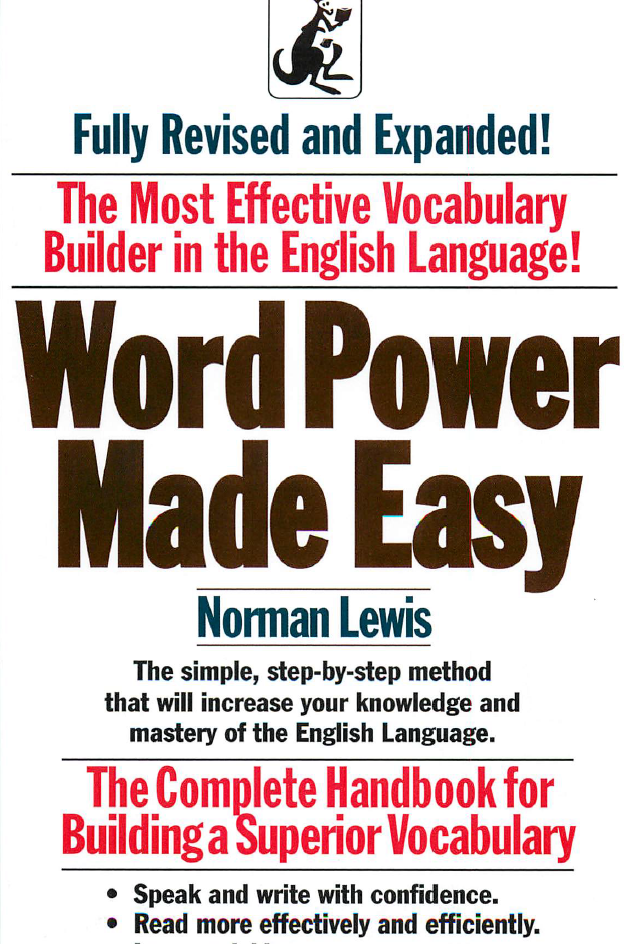 Fully Revised and Expanded!
The Most Effective Vocabulary
Builder in the English Language!
Word Power
Made Easy
Norman Lewis
The simple, step-by-step method
that will increase your knowledge and
mastery of the English Language.
The Complete Handbook for
Building a Superior Vocabulary
• Speak and write with confidence.
• Read more effectively and efficiently.